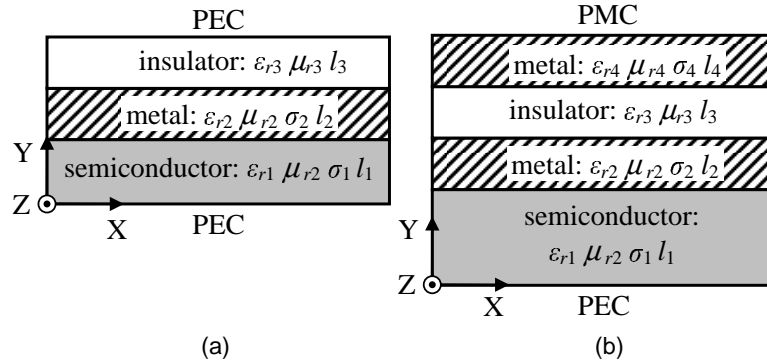 PEC
insulator: εr3 μr3 l3
metal: εr2 μr2 σ2 l2
Y
semiconductor: εr1 μr2 σ1 l1
Z
X
PEC
(a)
PMC
metal: εr4 μr4 σ4 l4
insulator: εr3 μr3 l3
metal: εr2 μr2 σ2 l2
Y
semiconductor:
εr1 μr2 σ1 l1
Z
X
PEC
(b)